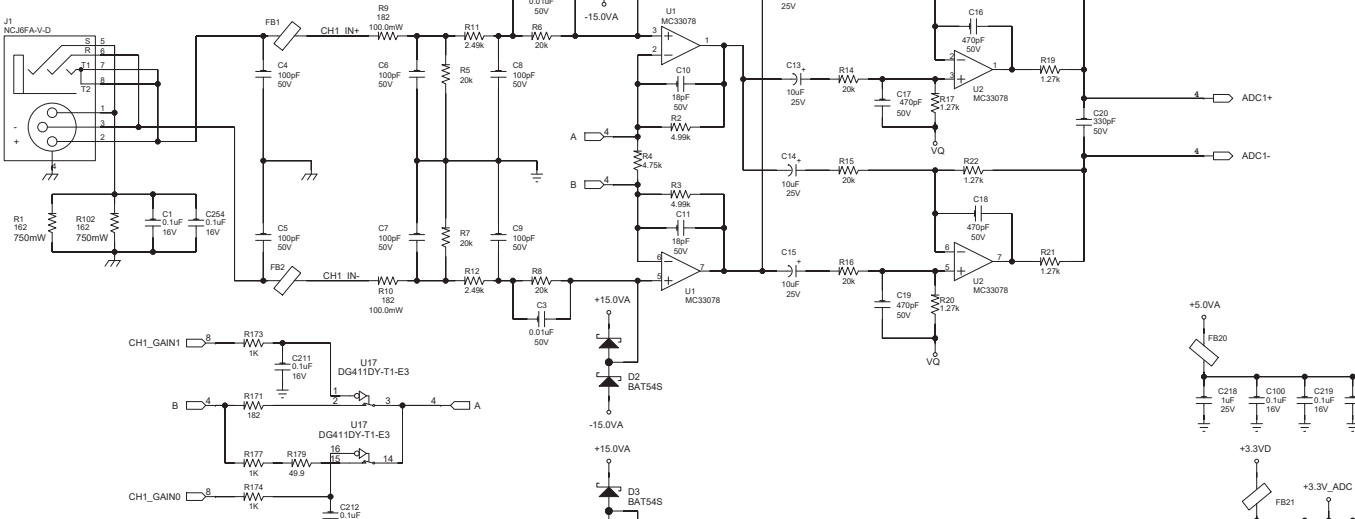 J1
NCJ6FA-V-D
S 5
R 6
T1 7
8
T2
1
3
2
-
+
4
R1
162
750mW
R102
162
750mW
C1
0.1uF
16V
C254
0.1uF
16V
FB1
CH1_IN+
C4
100pF
50V
C5
100pF
50V
FB2
CH1_IN-
R9
182
100.0mW
R10
182
100.0mW
C6
100pF
50V
R5
20k
C7
100pF
50V
R7
20k
R11
2.49k
R12
2.49k
C8
100pF
50V
C9
100pF
50V
0.01uF
50V
R6
20k
R8
20k
C3
0.01uF
50V
-15.0VA
U1
MC33078
3
2
1
C10
18pF
50V
R2
4.99k
A 4
R4
4.75k
B 4
R3
4.99k
C11
18pF
50V
6
5
7
U1
MC33078
+15.0VA
D2
BAT54S
-15.0VA
+15.0VA
D3
BAT54S
25V
C13
10uF
25V
R14
20k
C17
470pF
50V
R17
1.27k
VQ
C16
470pF
50V
2
3
1
U2
MC33078
R19
1.27k
C20
330pF
50V
4 ADC1+
4 ADC1-
C14
10uF
25V
R15
20k
R22
1.27k
C18
470pF
50V
6
5
7
U2
MC33078
R21
1.27k
C15
10uF
25V
R16
20k
C19
470pF
50V
R20
1.27k
VQ
CH1_GAIN1 8
R173
1K
C211
0.1uF
16V
U17
DG411DY-T1-E3
1
2
3
4 A
B 4
R171
182
U17
DG411DY-T1-E3
16
15
14
R177
1K
R179
49.9
CH1_GAIN0 8
R174
1K
C212
0.1uF
+5.0VA
FB20
C218
1uF
25V
C100
0.1uF
16V
C219
0.1uF
16V
+3.3VD
FB21
+3.3V_ADC